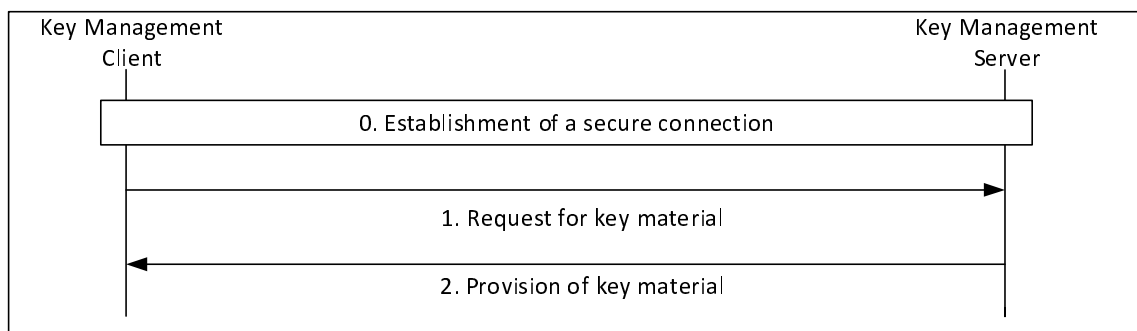 Key Management
Client
Key Management
Server
0. Establishment of a secure connection
1. Request for key material
2. Provision of key material